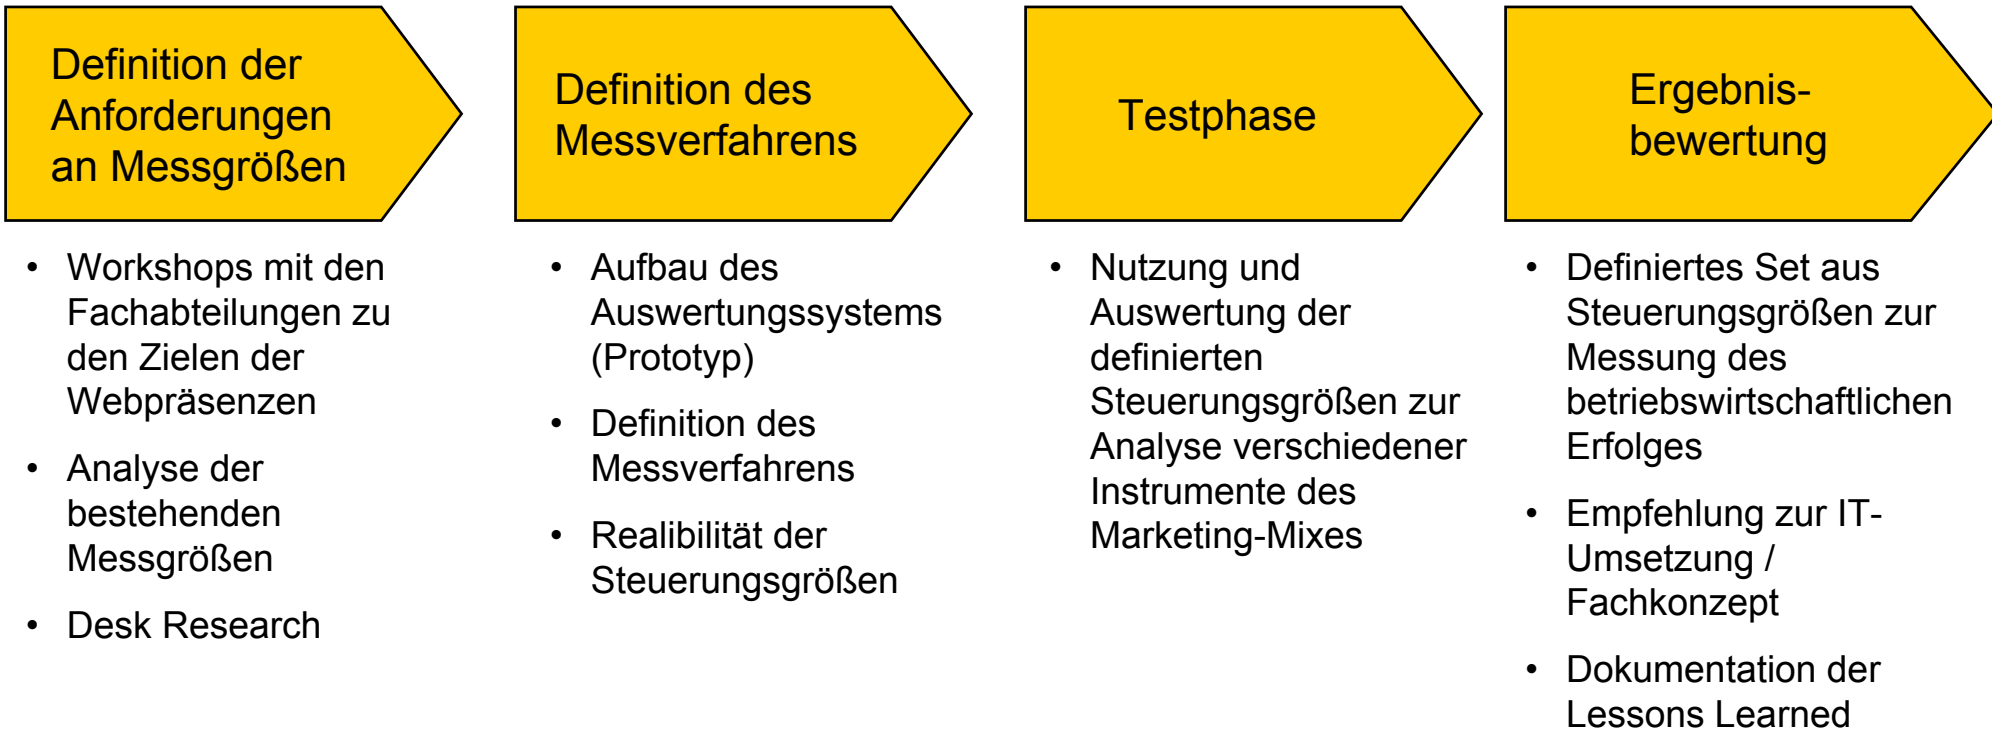 Definition der
Anforderungen
an Messgrößen
• Workshops mit den
Fachabteilungen zu
den Zielen der
Webpräsenzen
• Analyse der
bestehenden
Messgrößen
• Desk Research
Definition des
Messverfahrens
• Aufbau des
Auswertungssystems
(Prototyp)
• Definition des
Messverfahrens
• Realibilität der
Steuerungsgrößen
Testphase
• Nutzung und
Auswertung der
definierten
Steuerungsgrößen zur
Analyse verschiedener
Instrumente des
Marketing-Mixes
Ergebnis-
bewertung
• Definiertes Set aus
Steuerungsgrößen zur
Messung des
betriebswirtschaftlichen
Erfolges
• Empfehlung zur IT-
Umsetzung /
Fachkonzept
• Dokumentation der
Lessons Learned